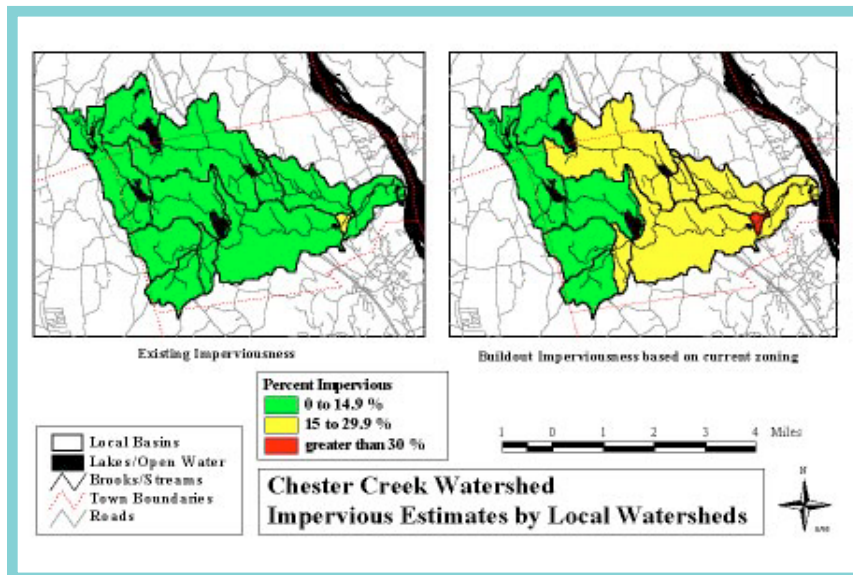 Existing Imperviousness
Buildout Imperviousness based on current zoning
Percent Impervious
0 to 14.9 %
15 to 29.9 %
greater than 30 %
Local Basins
Lakes/Open Water
Brooks/Streams
Town Boundaries
Roads
1 0 1 2 3 4 Miles
Chester Creek Watershed
Impervious Estimates by Local Watersheds
N